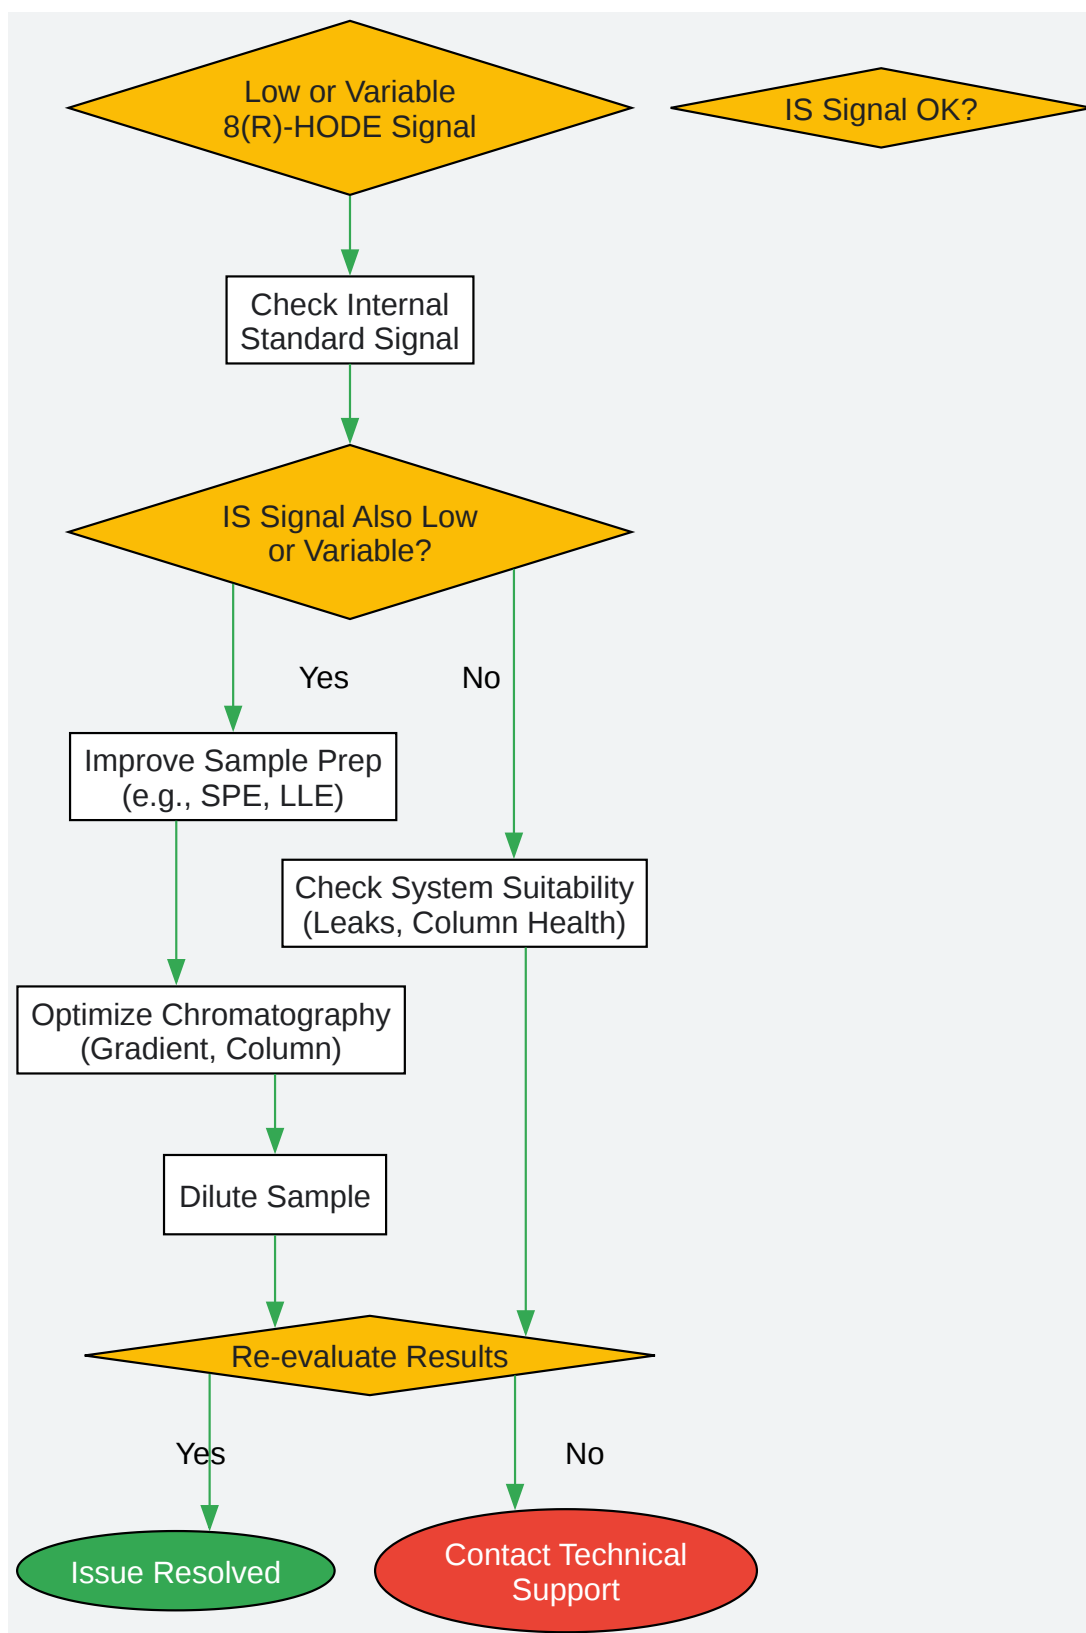 Low or Variable
8(R)-HODE Signal
IS Signal OK?
Check Internal
Standard Signal
IS Signal Also Low
or Variable?
Yes
No
Improve Sample Prep
(e.g., SPE, LLE)
Check System Suitability
(Leaks, Column Health)
Optimize Chromatography
(Gradient, Column)
Dilute Sample
Re-evaluate Results
Yes
No
Issue Resolved
Contact Technical
Support